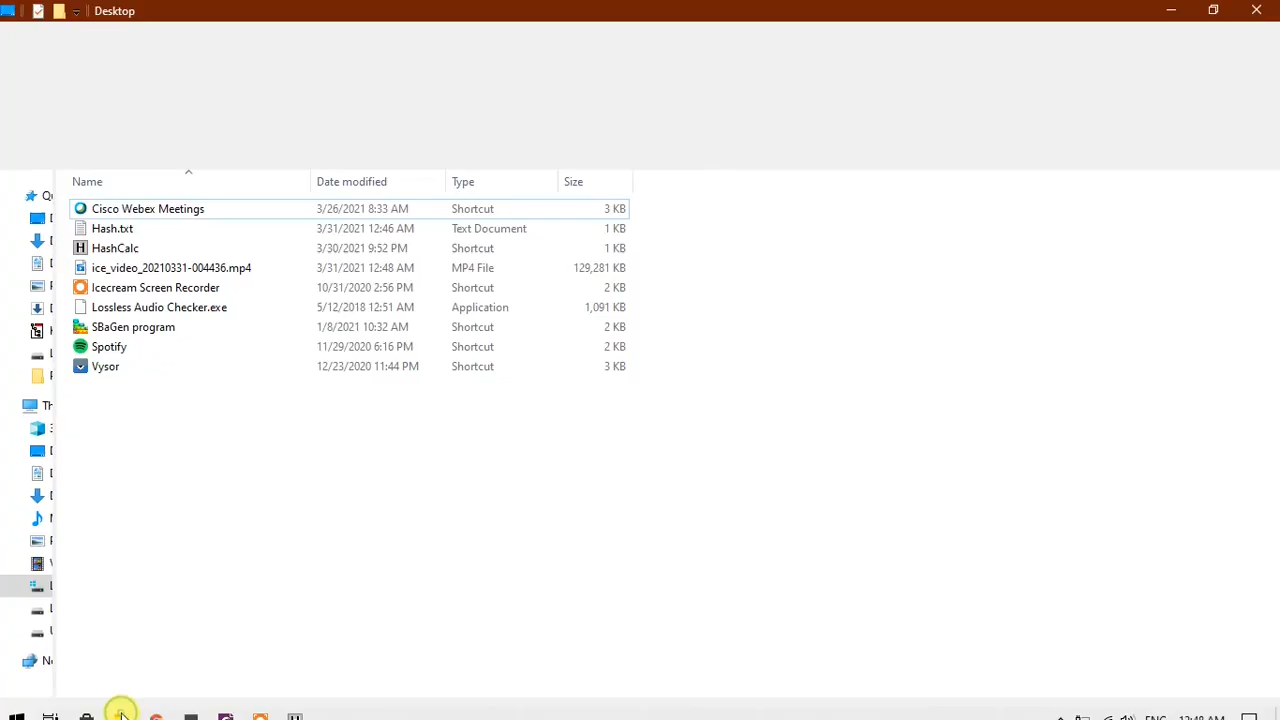 Desktop
Name Date modified Type Size
Cisco Webex Meetings 3/26/2021 8:33 AM Shortcut 3 KB
Hash.txt 3/31/2021 12:46 AM Text Document 1 KB
HashCalc 3/30/2021 9:52 PM Shortcut 1 KB
ice_video_20210331-004436.mp4 3/31/2021 12:48 AM MP4 File 129,281 KB
Icecream Screen Recorder 10/31/2020 2:56 PM Shortcut 2 KB
Lossless Audio Checker.exe 5/12/2018 12:51 AM Application 1,091 KB
SBaGen program 1/8/2021 10:32 AM Shortcut 2 KB
Spotify 11/29/2020 6:16 PM Shortcut 2 KB
Vysor 12/23/2020 11:44 PM Shortcut 3 KB
ENG 12:48 AM